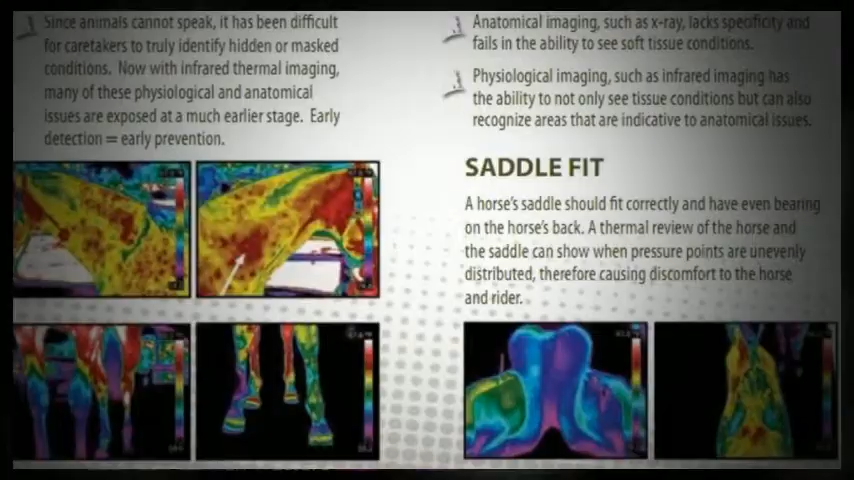 Since animals cannot speak, it has been difficult
for caretakers to truly identify hidden or masked
conditions. Now with infrared thermal imaging,
many of these physiological and anatomical
issues are exposed at a much earlier stage. Early
detection = early prevention.
Anatomical imaging, such as x-ray, lacks specificity and
fails in the ability to see soft tissue conditions.
Physiological imaging, such as infrared imaging has
the ability to not only see tissue conditions but can also
recognize areas that are indicative to anatomical issues.
SADDLE FIT
A horse's saddle should fit correctly and have even bearing
on the horse's back. A thermal review of the horse and
the saddle can show when pressure points are unevenly
distributed, therefore causing discomfort to the horse
and rider.